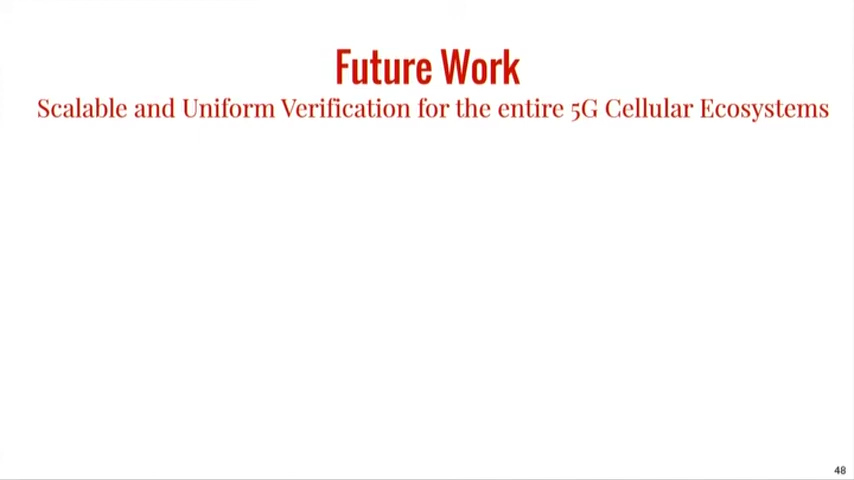 Future Work
Scalable and Uniform Verification for the entire 5G Cellular Ecosystems
48